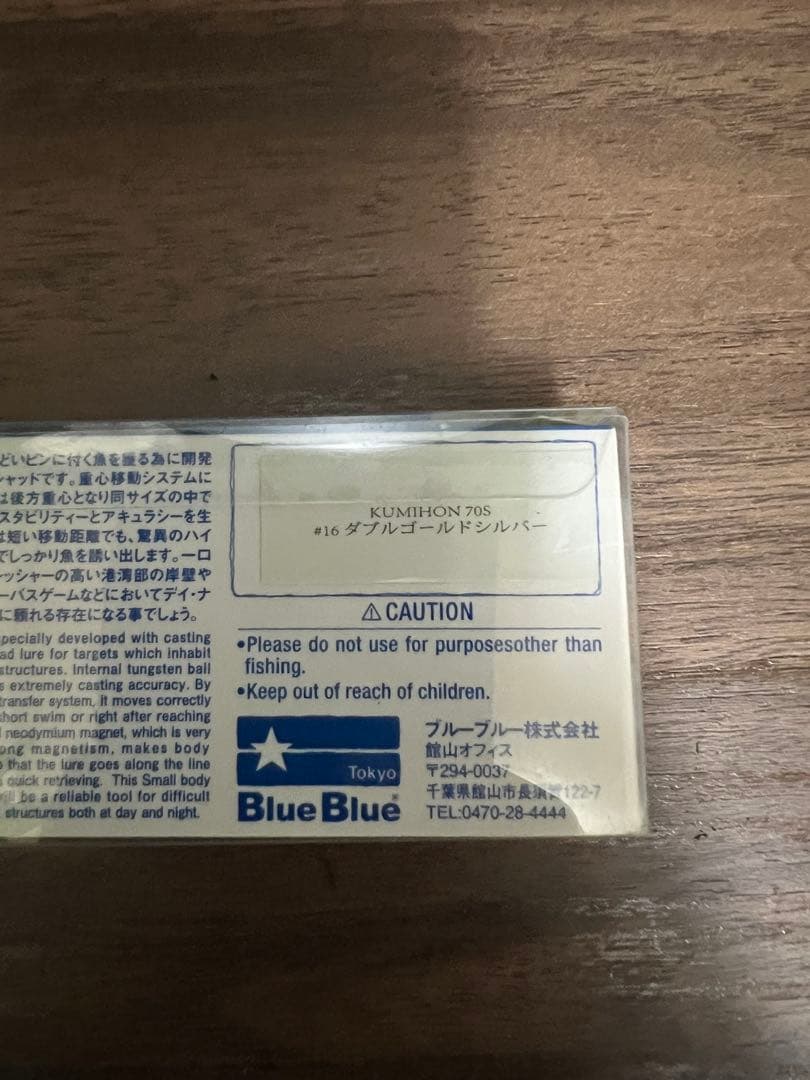 どいピンに付く魚を釣る為に開発
シャッドです。重心移動システムに
は後方重心となり同サイズの中で
スタビリティーとアキュラシーを生
は短い移動距離でも、驚異のハイ
でしっかり魚を誘い出します。一口
レッシャーの高い港湾部の岸壁や
ーバスゲームなどにおいてデイ・ナ
に頼れる存在になる事でしょう。
specially developed with casting
ad lure for targets which inhabit
structures. Internal tungsten ball
s extremely casting accuracy. By
transfer system, it moves correctly
short swim or right after reaching
l neodymium magnet, which is very
ong magnetism, makes body
that the lure goes along the line
quick retrieving. This Small body
be a reliable tool for difficult
structures both at day and night.
KUMIHON 70S
#16 ダブルゴールドシルバー
⚠CAUTION
•Please do not use for purposesother than
fishing.
•Keep out of reach of children.
Tokyo
BlueBlue®
ブルーブルー株式会社
館山オフィス
〒294-0037
千葉県館山市長須賀122-7
TEL:0470-28-4444